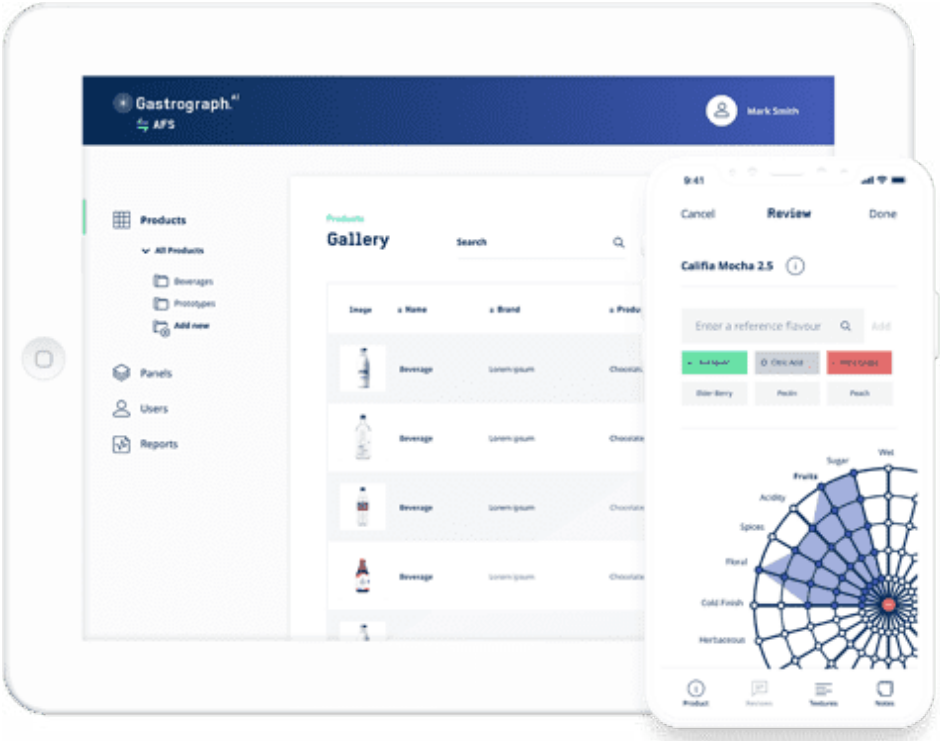 Gastrograph.AI
AFS
Mark Smith
Products
All Products
Beverages
Prototypes
Add new
Panels
Users
Reports
Products
Gallery
Search
Image Name Brand Produ
Beverage Lorem ipsum Chocolate
Beverage Lorem ipsum Chocolate
Beverage Lorem ipsum Chocolate
Beverage Lorem ipsum Chocolate
9:41
Cancel Review Done
Califia Mocha 2.5
Enter a reference flavour Add
Citric Acid
Elder Berry Pectin Peach
Wet
Sugar
Fruits
Acidity
Spices
Floral
Cold Finish
Herbaceous
Product Reviews Textures Notes